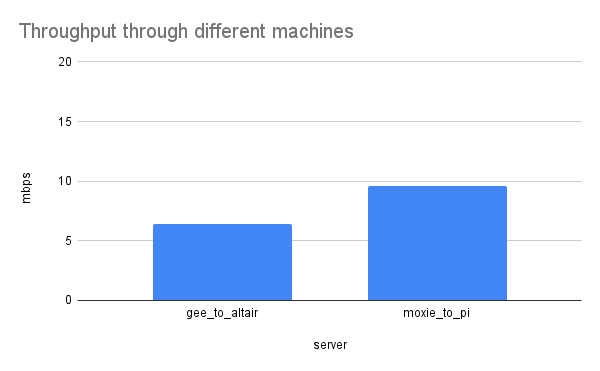 Throughput through different machines
20
15
10
5
0
mbps
gee_to_altair moxie_to_pi
server